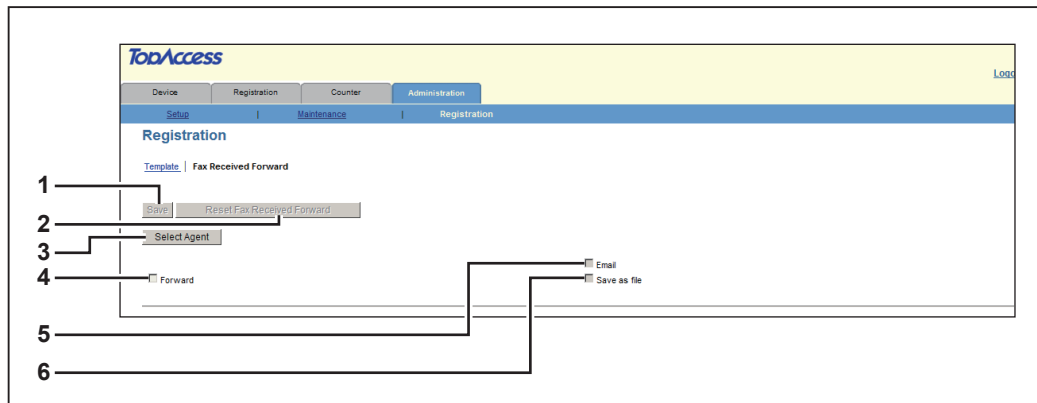 TopAccess
Device Registration Counter Administration
Setup | Maintenance | Registration
Registration
Template | Fax Received Forward
1
Save Reset Fax Received Forward
2
Select Agent
3
Email
4
Forward
Save as file
5
6